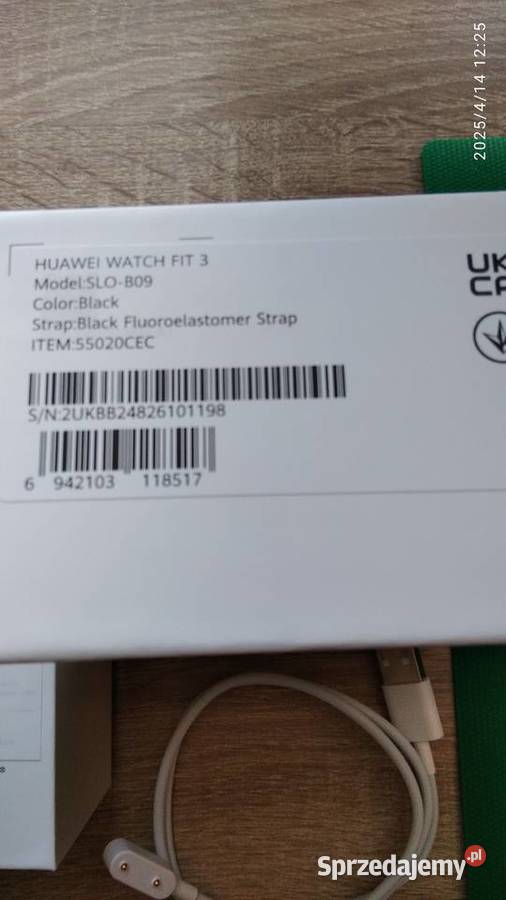 2025/4/14 12:25
HUAWEI WATCH FIT 3
Model:SLO-B09
Color:Black
Strap:Black Fluoroelastomer Strap
ITEM:55020CEC
S/N:2UKBB24826101198
6 942103 118517
UK
CA
®
Sprzedajemy.pl